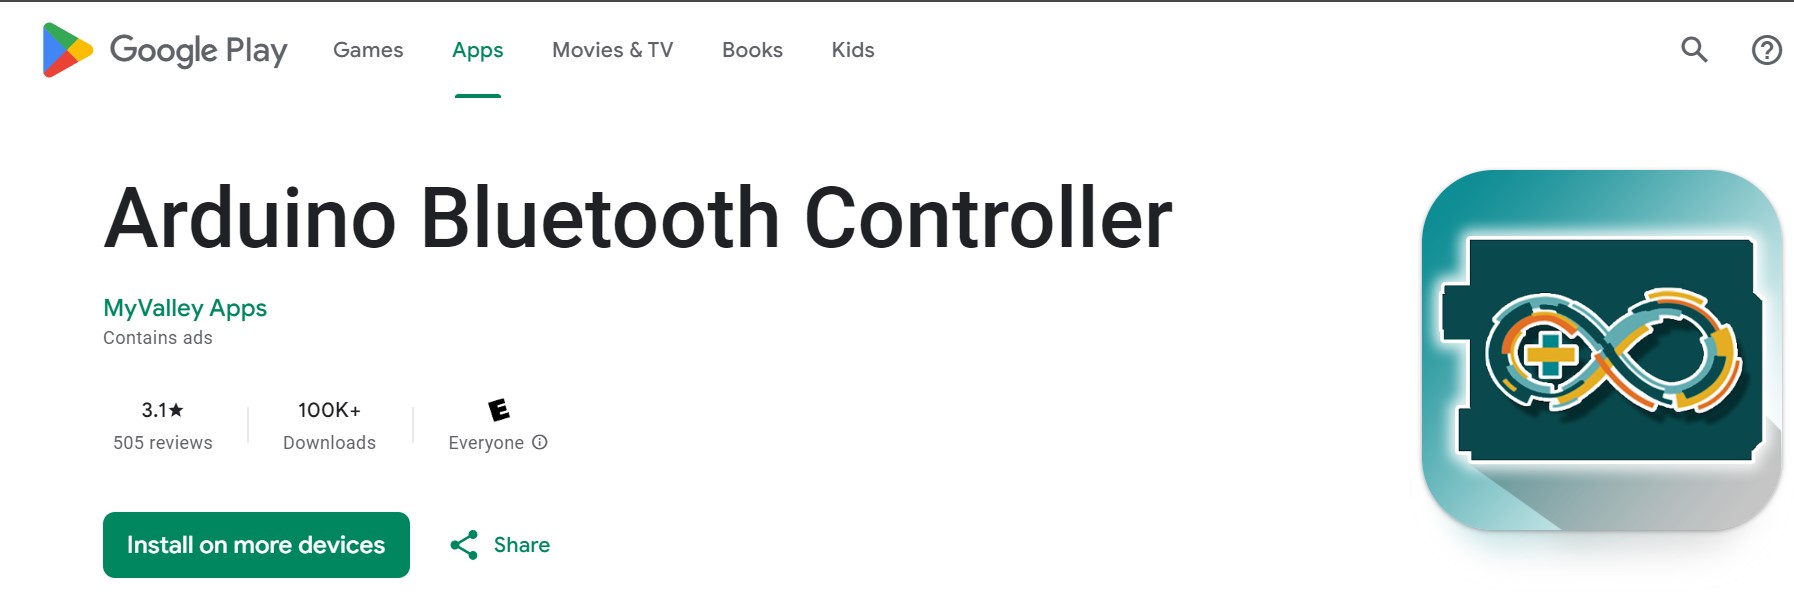 Google Play Games Apps Movies & TV Books Kids
Arduino Bluetooth Controller
MyValley Apps
Contains ads
3.1★ 100K+ E
505 reviews Downloads Everyone
Install on more devices Share